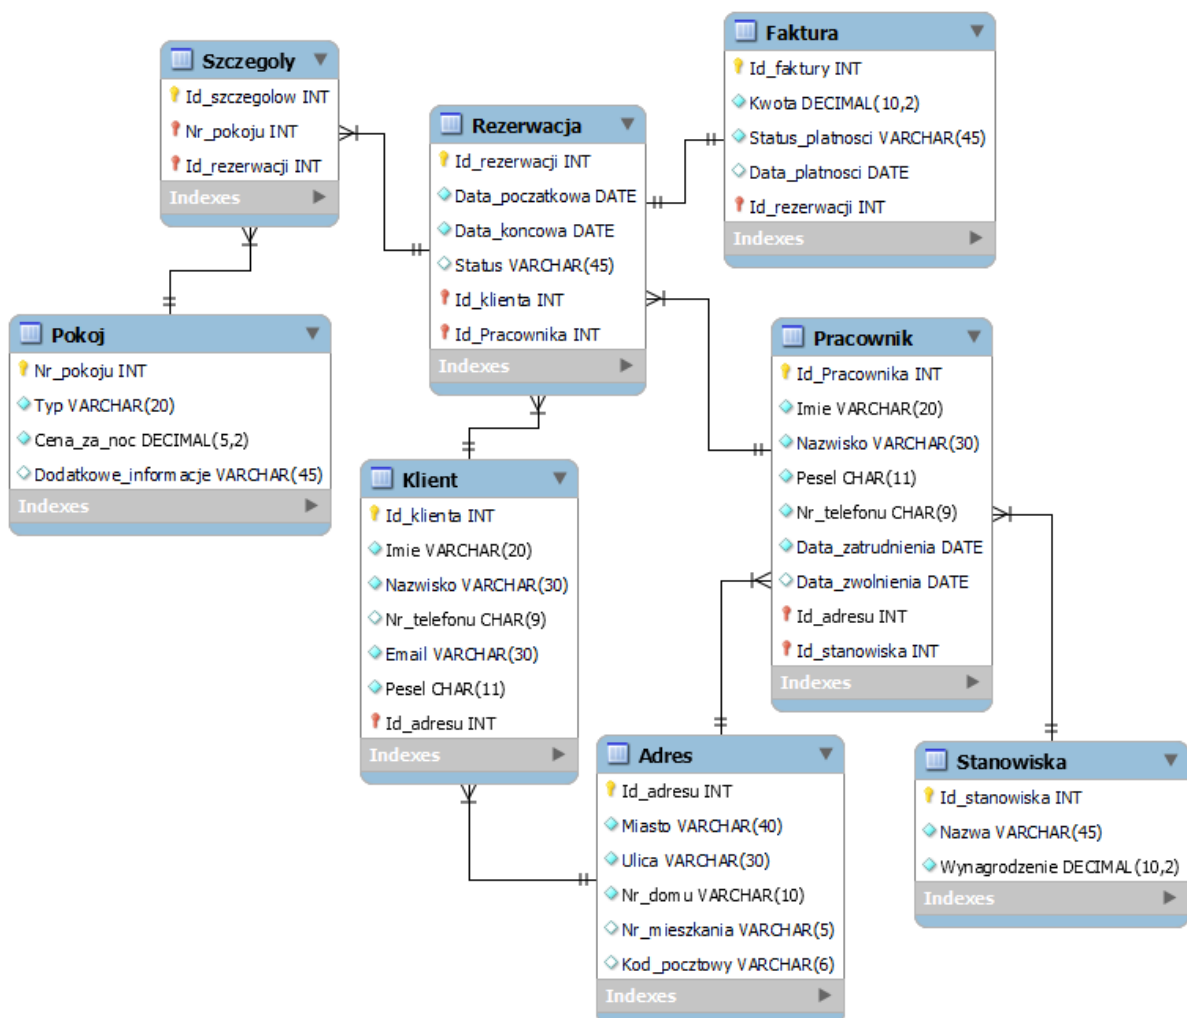 Szczegoly
Id_szczegolow INT
Nr_pokoju INT
Id_rezerwacji INT
Indexes
Rezerwacja
Id_rezerwacji INT
Data_poczatkowa DATE
Data_koncowa DATE
Status VARCHAR(45)
Id_klienta INT
Id_Pracownika INT
Indexes
Faktura
Id_faktury INT
Kwota DECIMAL(10,2)
Status_platnosci VARCHAR(45)
Data_platnosci DATE
Id_rezerwacji INT
Indexes
Pokoj
Nr_pokoju INT
Typ VARCHAR(20)
Cena_za_noc DECIMAL(5,2)
Dodatkowe_informacje VARCHAR(45)
Indexes
Klient
Id_klienta INT
Imie VARCHAR(20)
Nazwisko VARCHAR(30)
Nr_telefonu CHAR(9)
Email VARCHAR(30)
Pesel CHAR(11)
Id_adresu INT
Indexes
Pracownik
Id_Pracownika INT
Imie VARCHAR(20)
Nazwisko VARCHAR(30)
Pesel CHAR(11)
Nr_telefonu CHAR(9)
Data_zatrudnienia DATE
Data_zwolnienia DATE
Id_adresu INT
Id_stanowiska INT
Indexes
Adres
Id_adresu INT
Miasto VARCHAR(40)
Ulica VARCHAR(30)
Nr_domu VARCHAR(10)
Nr_mieszkania VARCHAR(5)
Kod_pocztowy VARCHAR(6)
Indexes
Stanowiska
Id_stanowiska INT
Nazwa VARCHAR(45)
Wynagrodzenie DECIMAL(10,2)
Indexes